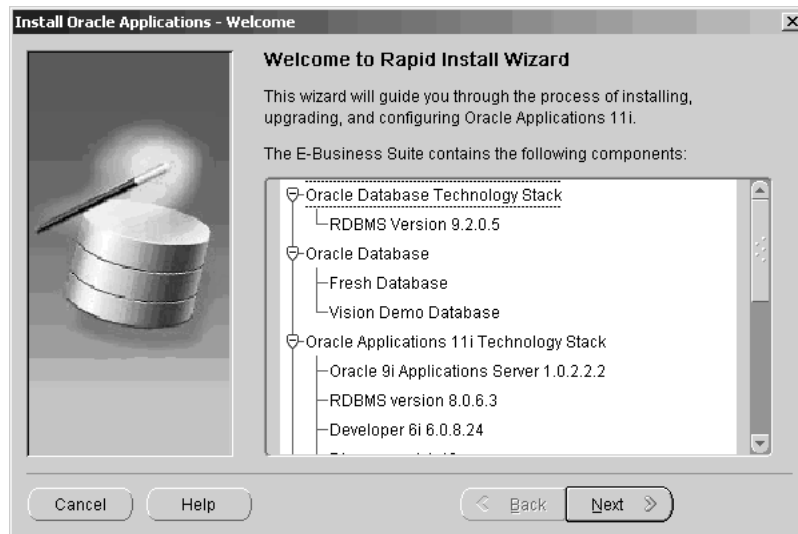 Install Oracle Applications - Welcome
Welcome to Rapid Install Wizard
This wizard will guide you through the process of installing,
upgrading, and configuring Oracle Applications 11i.
The E-Business Suite contains the following components:
Oracle Database Technology Stack
RDBMS Version 9.2.0.5
Oracle Database
Fresh Database
Vision Demo Database
Oracle Applications 11i Technology Stack
Oracle 9i Applications Server 1.0.2.2.2
RDBMS version 8.0.6.3
Developer 6i 6.0.8.24
Cancel
Help
Back
Next